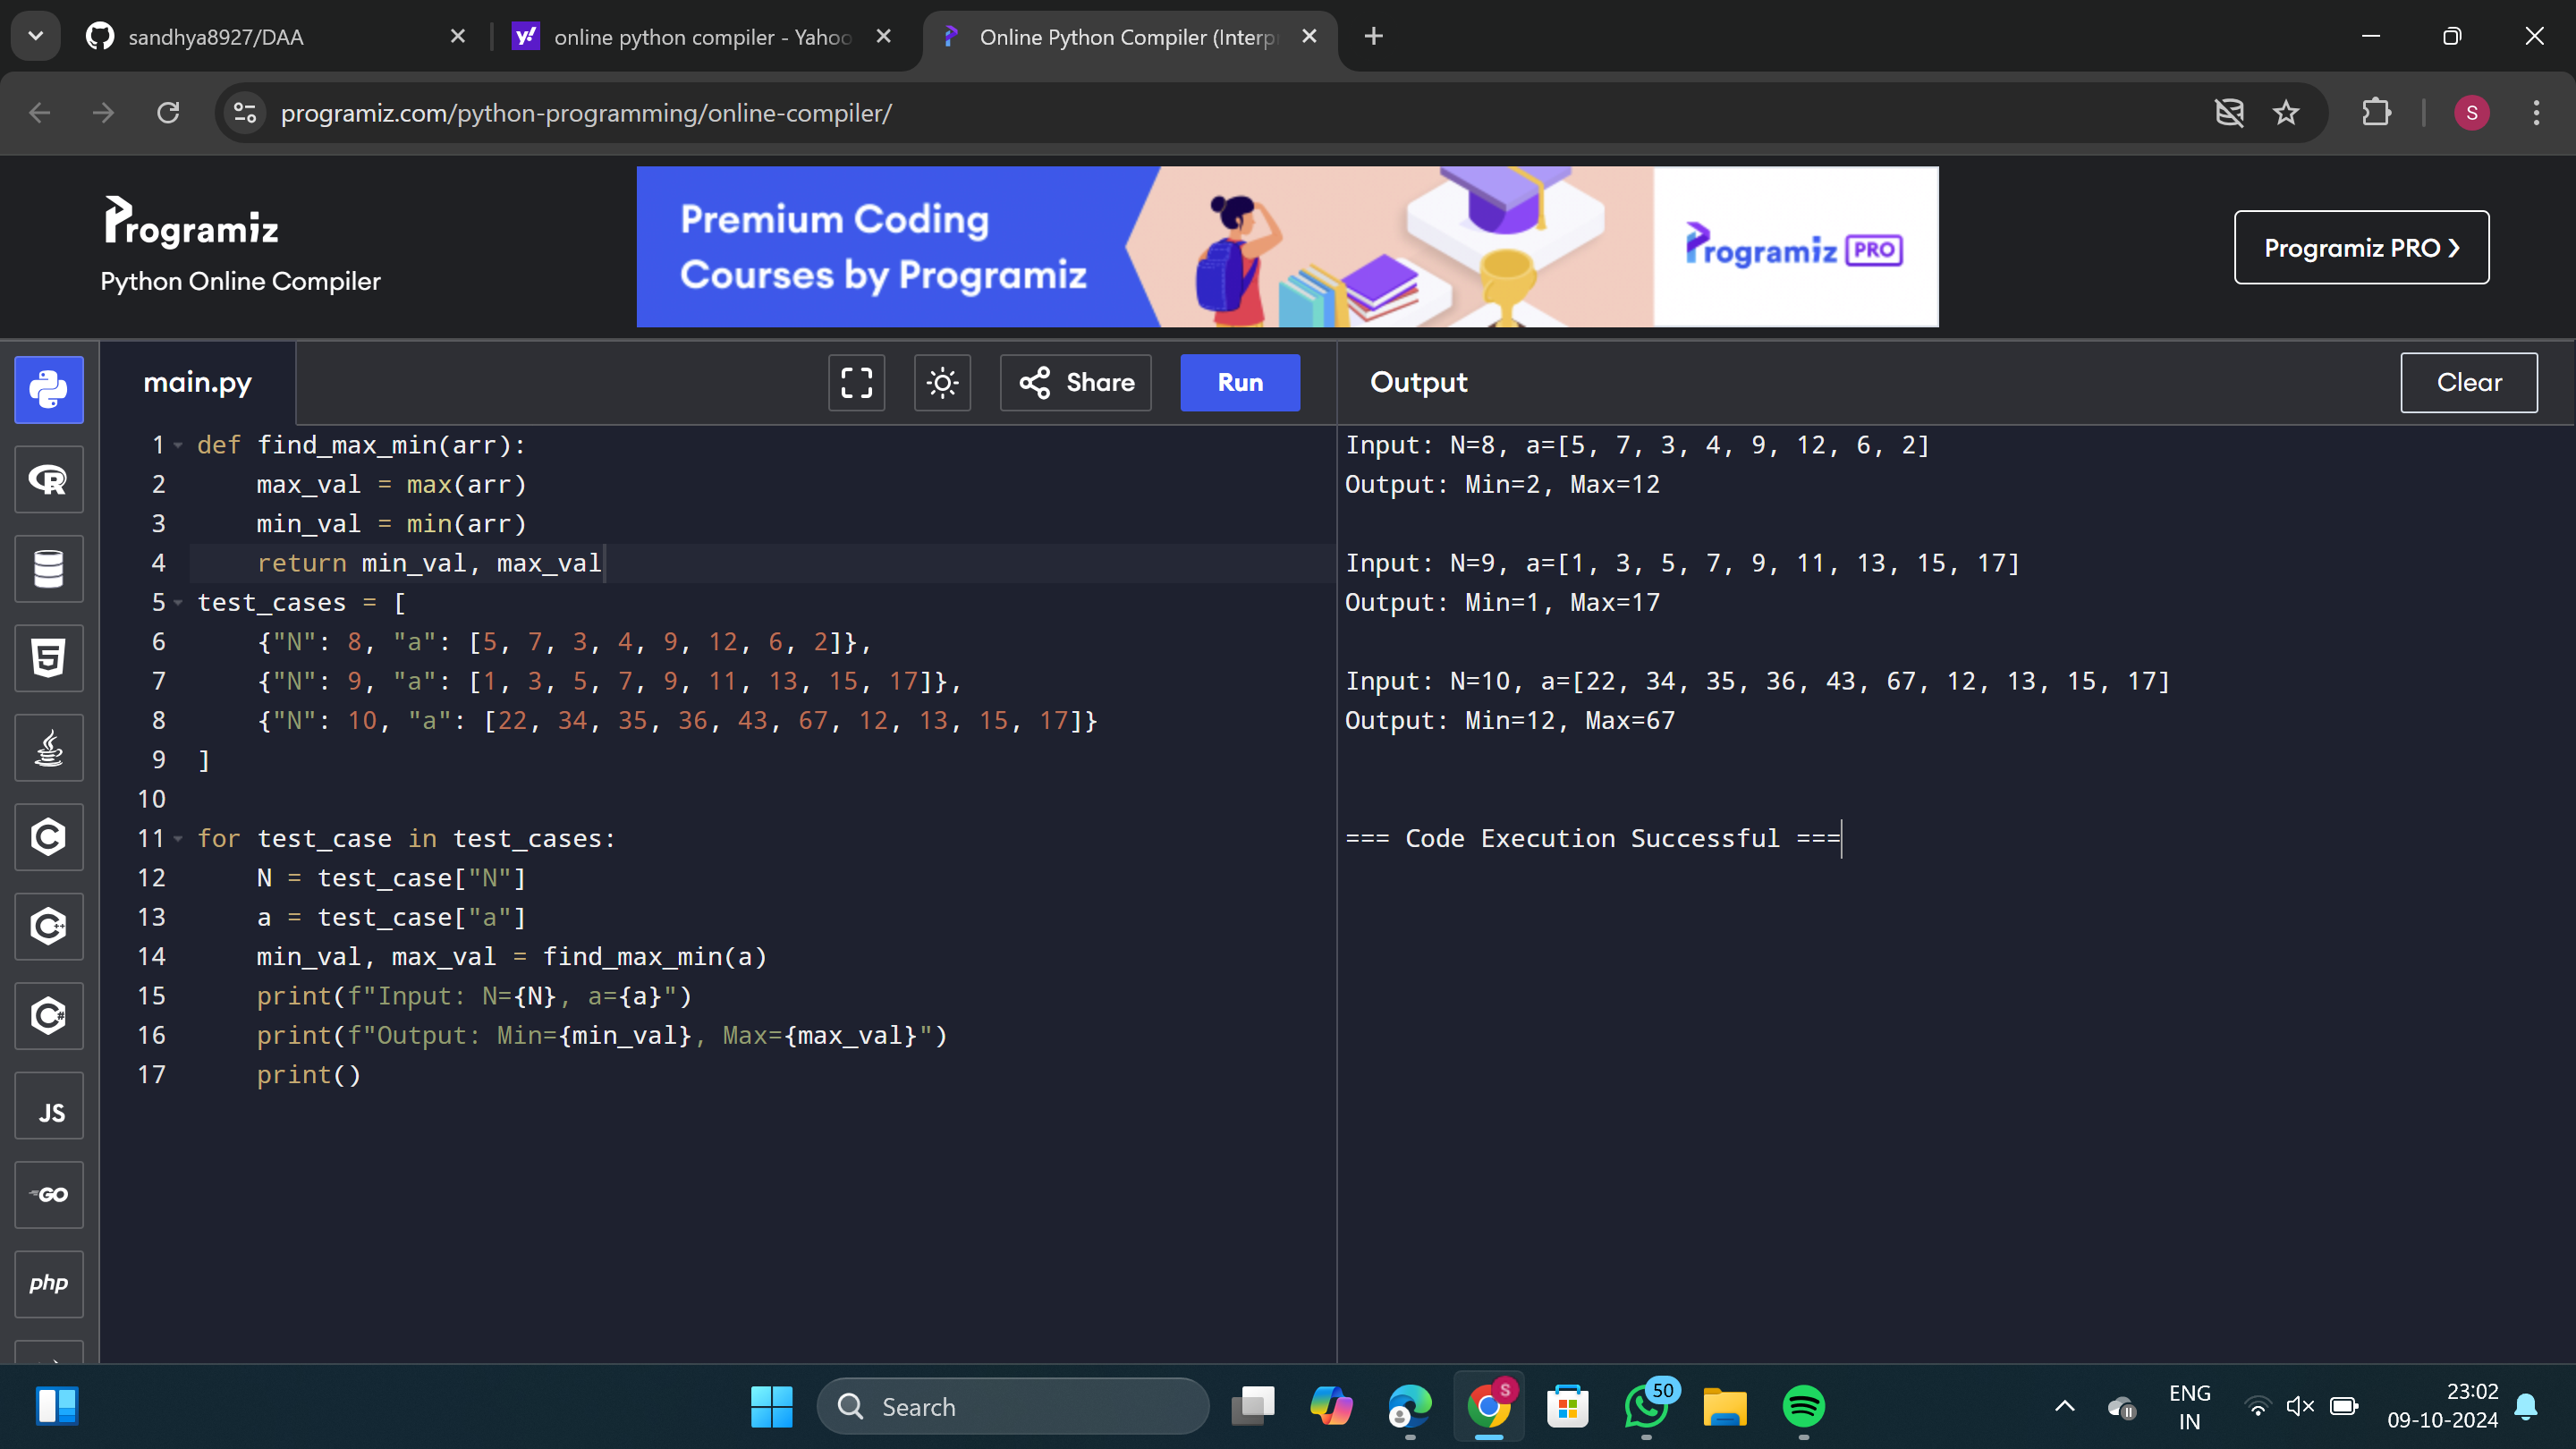 sandhya8927/DAA
online python compiler - Yahoo
Online Python Compiler (Interp
programiz.com/python-programming/online-compiler/
S
Programiz
Python Online Compiler
Premium Coding
Courses by Programiz
Programiz PRO
Programiz PRO ❯
main.py
Share
Run
Output
Clear
1 def find_max_min(arr):
2     max_val = max(arr)
3     min_val = min(arr)
4     return min_val, max_val
5 test_cases = [
6     {"N": 8, "a": [5, 7, 3, 4, 9, 12, 6, 2]},
7     {"N": 9, "a": [1, 3, 5, 7, 9, 11, 13, 15, 17]},
8     {"N": 10, "a": [22, 34, 35, 36, 43, 67, 12, 13, 15, 17]}
9 ]
10
11 for test_case in test_cases:
12     N = test_case["N"]
13     a = test_case["a"]
14     min_val, max_val = find_max_min(a)
15     print(f"Input: N={N}, a={a}")
16     print(f"Output: Min={min_val}, Max={max_val}")
17     print()
Input: N=8, a=[5, 7, 3, 4, 9, 12, 6, 2]
Output: Min=2, Max=12
Input: N=9, a=[1, 3, 5, 7, 9, 11, 13, 15, 17]
Output: Min=1, Max=17
Input: N=10, a=[22, 34, 35, 36, 43, 67, 12, 13, 15, 17]
Output: Min=12, Max=67
=== Code Execution Successful ===
R
5
C
C++
C#
JS
GO
php
Search
S
50
ENG
IN
23:02
09-10-2024